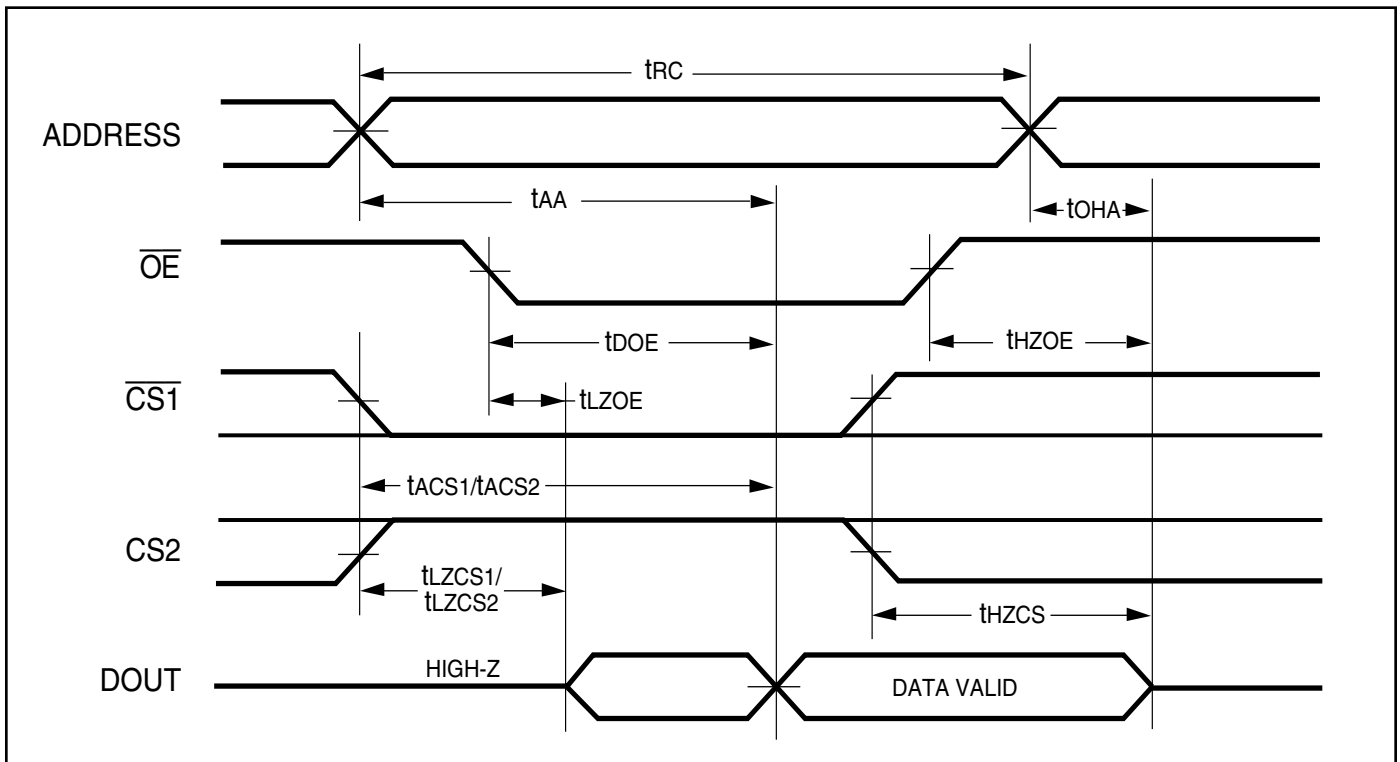 tRC
ADDRESS
tAA
tOHA
OE
tDOE
tHZOE
CS1
tLZOE
tACS1/tACS2
CS2
tLZCS1/
tLZCS2
tHZCS
DOUT
HIGH-Z
DATA VALID